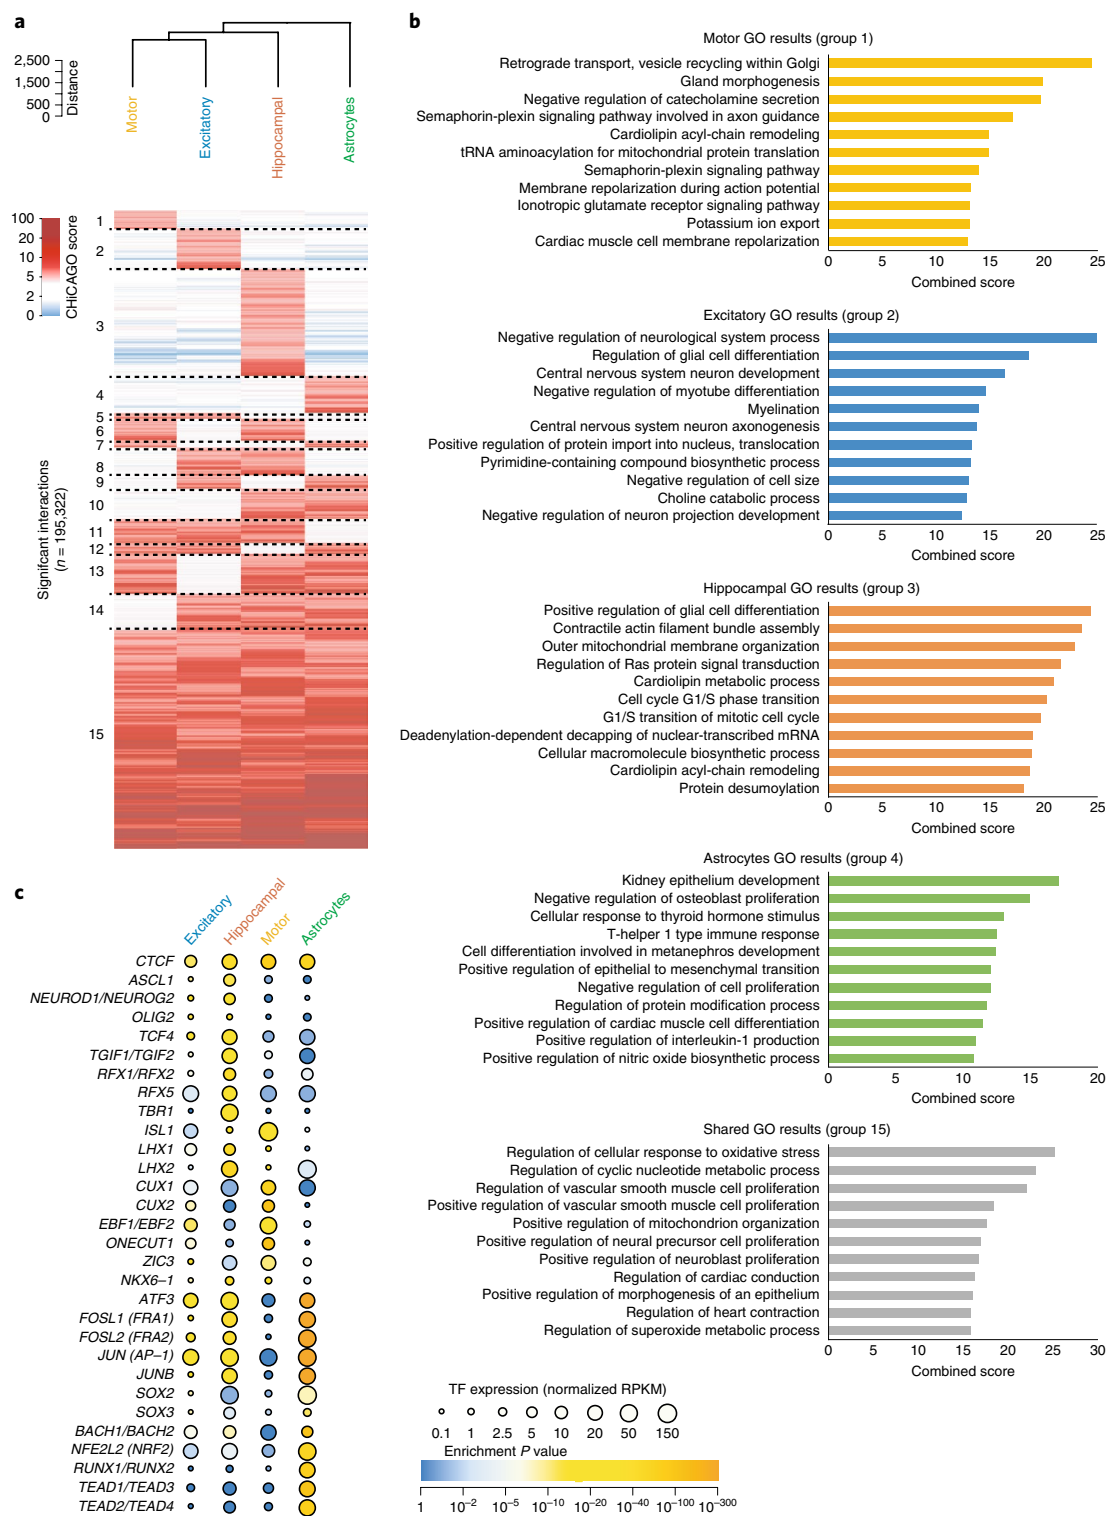 a
2,500
1,500
500
0
Distance
Motor
Excitatory
Hippocampal
Astrocytes
100
20
10
5
2
0
CHiCAGO score
1
2
3
4
5
6
7
8
9
10
11
12
13
14
15
Signifcant interactions
(n = 195,322)
b
Motor GO results (group 1)
Retrograde transport, vesicle recycling within Golgi
Gland morphogenesis
Negative regulation of catecholamine secretion
Semaphorin-plexin signaling pathway involved in axon guidance
Cardiolipin acyl-chain remodeling
tRNA aminoacylation for mitochondrial protein translation
Semaphorin-plexin signaling pathway
Membrane repolarization during action potential
Ionotropic glutamate receptor signaling pathway
Potassium ion export
Cardiac muscle cell membrane repolarization
0 5 10 15 20 25
Combined score
Excitatory GO results (group 2)
Negative regulation of neurological system process
Regulation of glial cell differentiation
Central nervous system neuron development
Negative regulation of myotube differentiation
Myelination
Central nervous system neuron axonogenesis
Positive regulation of protein import into nucleus, translocation
Pyrimidine-containing compound biosynthetic process
Negative regulation of cell size
Choline catabolic process
Negative regulation of neuron projection development
0 5 10 15 20 25
Combined score
Hippocampal GO results (group 3)
Positive regulation of glial cell differentiation
Contractile actin filament bundle assembly
Outer mitochondrial membrane organization
Regulation of Ras protein signal transduction
Cardiolipin metabolic process
Cell cycle G1/S phase transition
G1/S transition of mitotic cell cycle
Deadenylation-dependent decapping of nuclear-transcribed mRNA
Cellular macromolecule biosynthetic process
Cardiolipin acyl-chain remodeling
Protein desumoylation
0 5 10 15 20 25
Combined score
Astrocytes GO results (group 4)
Kidney epithelium development
Negative regulation of osteoblast proliferation
Cellular response to thyroid hormone stimulus
T-helper 1 type immune response
Cell differentiation involved in metanephros development
Positive regulation of epithelial to mesenchymal transition
Negative regulation of cell proliferation
Regulation of protein modification process
Positive regulation of cardiac muscle cell differentiation
Positive regulation of interleukin-1 production
Positive regulation of nitric oxide biosynthetic process
0 5 10 15 20
Combined score
Shared GO results (group 15)
Regulation of cellular response to oxidative stress
Regulation of cyclic nucleotide metabolic process
Regulation of vascular smooth muscle cell proliferation
Positive regulation of vascular smooth muscle cell proliferation
Positive regulation of mitochondrion organization
Positive regulation of neural precursor cell proliferation
Positive regulation of neuroblast proliferation
Regulation of cardiac conduction
Positive regulation of morphogenesis of an epithelium
Regulation of heart contraction
Regulation of superoxide metabolic process
0 5 10 15 20 25 30
Combined score
c
Excitatory
Hippocampal
Motor
Astrocytes
CTCF
ASCL1
NEUROD1/NEUROG2
OLIG2
TCF4
TGIF1/TGIF2
RFX1/RFX2
RFX5
TBR1
ISL1
LHX1
LHX2
CUX1
CUX2
EBF1/EBF2
ONECUT1
ZIC3
NKX6–1
ATF3
FOSL1 (FRA1)
FOSL2 (FRA2)
JUN (AP–1)
JUNB
SOX2
SOX3
BACH1/BACH2
NFE2L2 (NRF2)
RUNX1/RUNX2
TEAD1/TEAD3
TEAD2/TEAD4
TF expression (normalized RPKM)
0.1 1 2.5 5 10 20 50 150
Enrichment P value
1 10⁻² 10⁻⁵ 10⁻¹⁰ 10⁻²⁰ 10⁻⁴⁰ 10⁻¹⁰⁰ 10⁻³⁰⁰